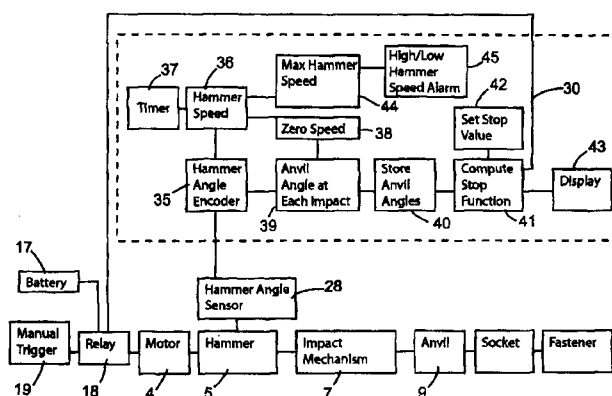 36
37
45
Max Hammer
Speed
High/Low
Hammer
Speed Alarm
42
30
Timer
Hammer
Speed
44
Zero Speed
38
Set Stop
Value
43
Hammer
Angle
Encoder
Anvil
Angle at
Each Impact
Store
Anvil
Angles
Compute
Stop
Function
Display
35
39
40
41
17
Battery
Hammer Angle
Sensor
28
Manual
Trigger
Relay
Motor
Hammer
Impact
Mechanism
Anvil
Socket
Fastener
19
18
4
5
7
9